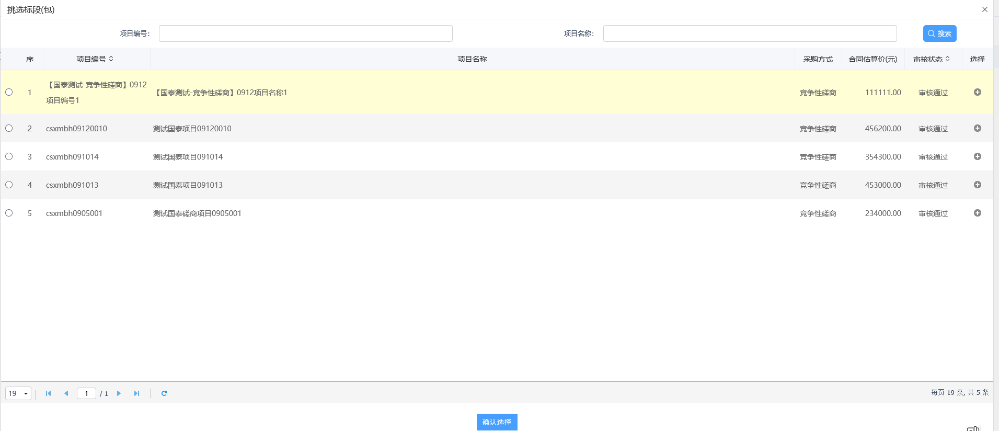 挑选标段(包)
项目编号: 项目名称: 搜索
序 项目编号 项目名称 采购方式 合同估算价(元) 审核状态 选择
1 【国泰测试-竞争性磋商】0912项目编号1 【国泰测试-竞争性磋商】0912项目名称1 竞争性磋商 111111.00 审核通过
2 csxmbh09120010 测试国泰项目09120010 竞争性磋商 456200.00 审核通过
3 csxmbh091014 测试国泰项目091014 竞争性磋商 354300.00 审核通过
4 csxmbh091013 测试国泰项目091013 竞争性磋商 453000.00 审核通过
5 csxmbh0905001 测试国泰磋商项目0905001 竞争性磋商 234000.00 审核通过
19 1 / 1 每页 19 条, 共 5 条
确认选择